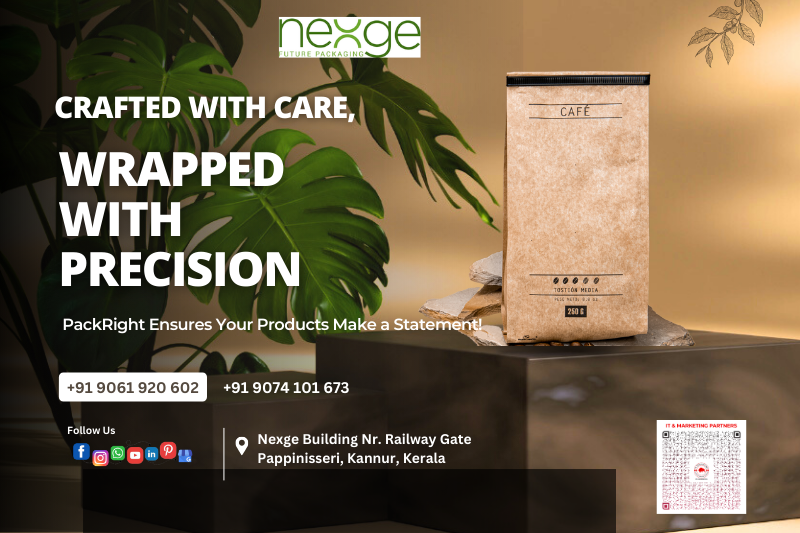 nexge
FUTURE PACKAGING
CRAFTED WITH CARE,
WRAPPED
WITH
PRECISION
PackRight Ensures Your Products Make a Statement!
+91 9061 920 602 +91 9074 101 673
Follow Us
Nexge Building Nr. Railway Gate
Pappinisseri, Kannur, Kerala
CAFÉ
TOSTIÓN MEDIA
250 G
IT & MARKETING PARTNERS